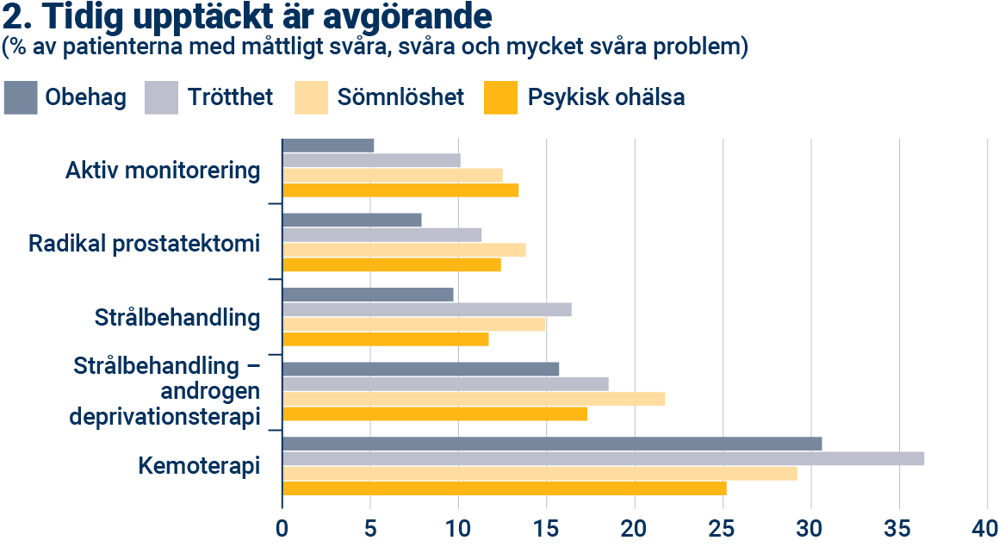 2. Tidig upptäckt är avgörande
(% av patienterna med måttligt svåra, svåra och mycket svåra problem)
Obehag Trötthet Sömnlöshet Psykisk ohälsa
Aktiv monitorering
Radikal prostatektomi
Strålbehandling
Strålbehandling –
androgen
deprivationsterapi
Kemoterapi
0 5 10 15 20 25 30 35 40